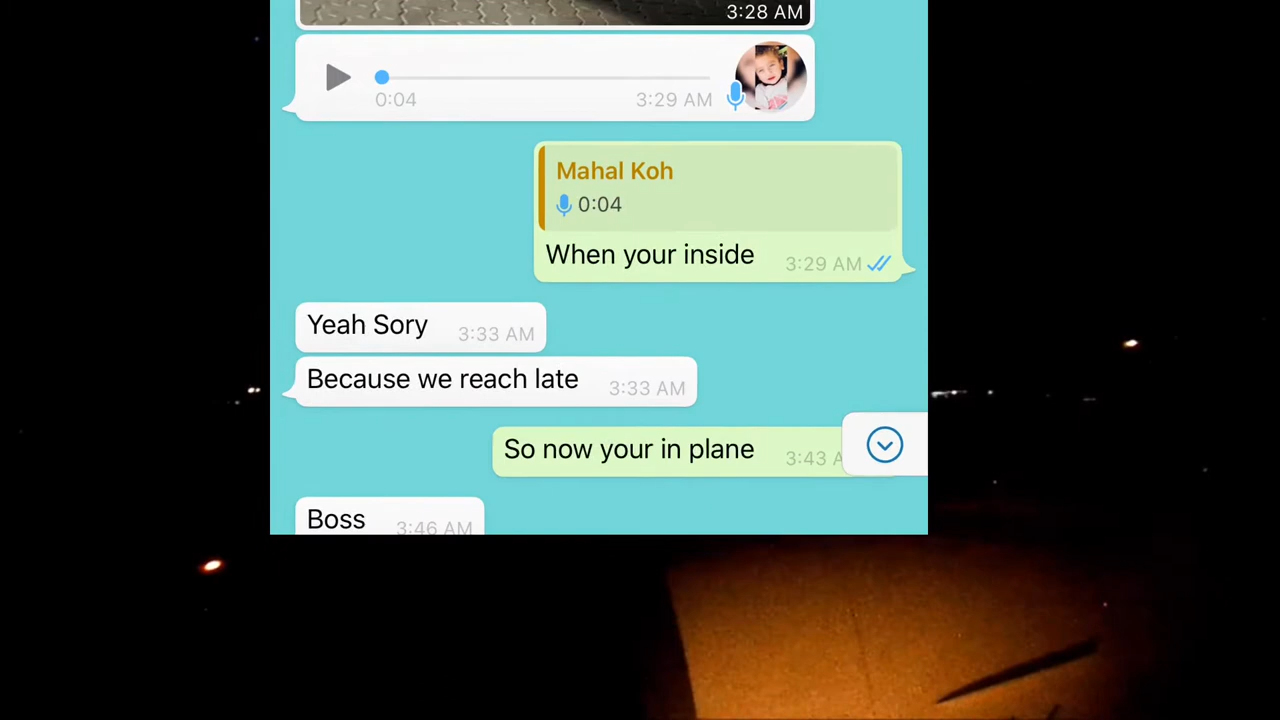 3:28 AM
0:04 3:29 AM
Mahal Koh
0:04
When your inside 3:29 AM
Yeah Sory 3:33 AM
Because we reach late 3:33 AM
So now your in plane 3:43 A
Boss 3:46 AM